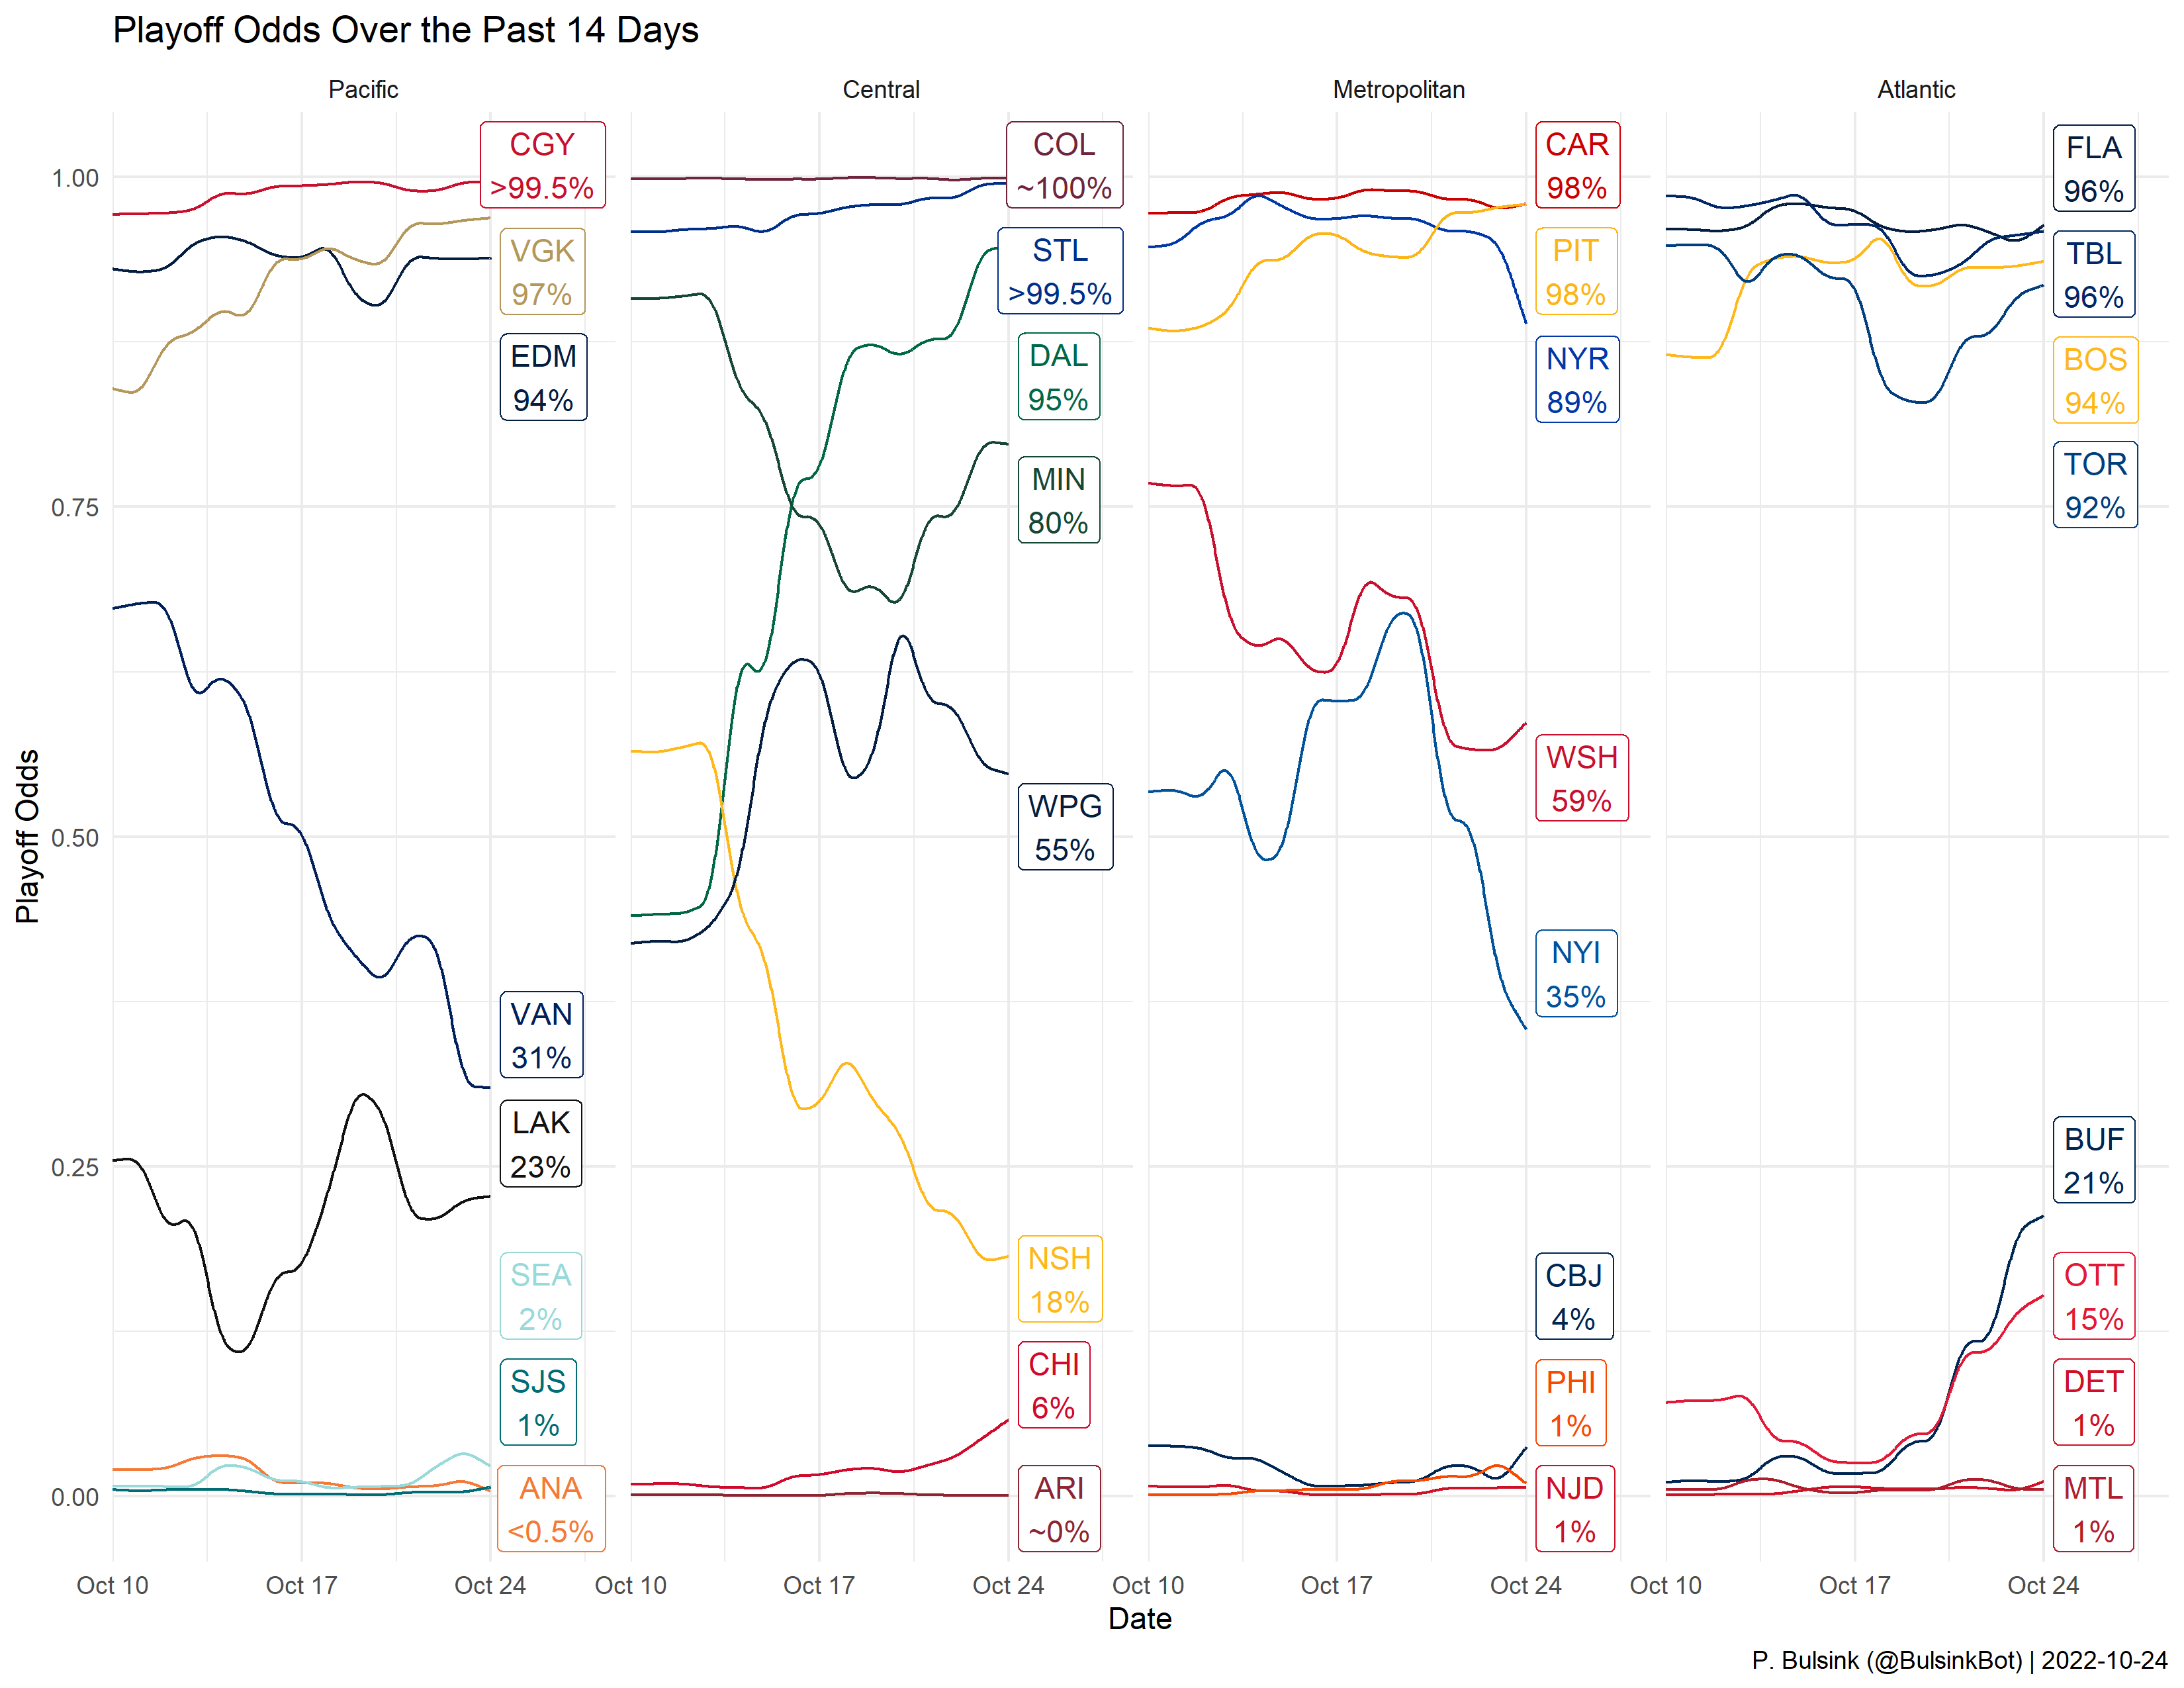 Playoff Odds Over the Past 14 Days
Pacific
Central
Metropolitan
Atlantic
Playoff Odds
1.00
0.75
0.50
0.25
0.00
CGY
>99.5%
VGK
97%
EDM
94%
VAN
31%
LAK
23%
SEA
2%
SJS
1%
ANA
<0.5%
COL
~100%
STL
>99.5%
DAL
95%
MIN
80%
WPG
55%
NSH
18%
CHI
6%
ARI
~0%
CAR
98%
PIT
98%
NYR
89%
WSH
59%
NYI
35%
CBJ
4%
PHI
1%
NJD
1%
FLA
96%
TBL
96%
BOS
94%
TOR
92%
BUF
21%
OTT
15%
DET
1%
MTL
1%
Oct 10 Oct 17 Oct 24 Oct 10 Oct 17 Oct 24 Oct 10 Oct 17 Oct 24 Oct 10 Oct 17 Oct 24
Date
P. Bulsink (@BulsinkBot) | 2022-10-24